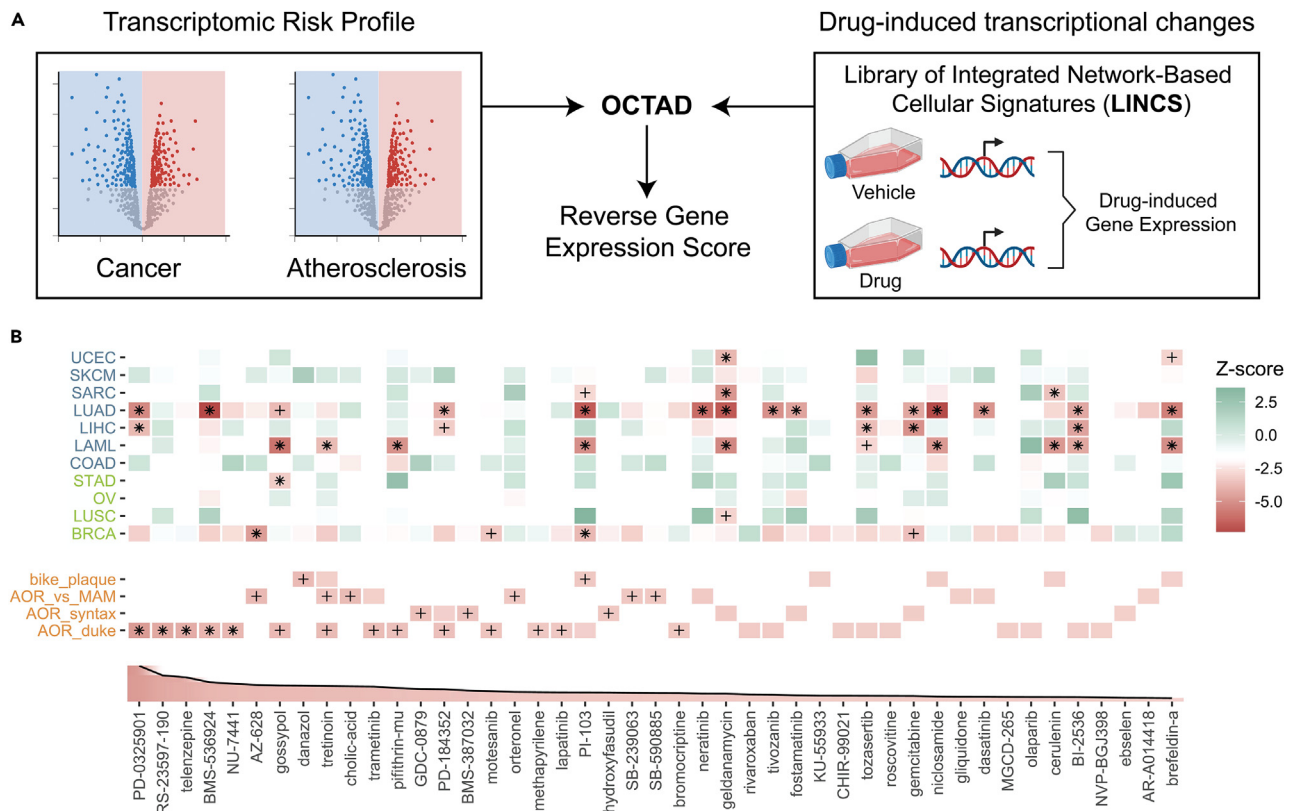 A
Transcriptomic Risk Profile
Drug-induced transcriptional changes
Cancer
Atherosclerosis
OCTAD
Reverse Gene
Expression Score
Library of Integrated Network-Based
Cellular Signatures (LINCS)
Vehicle
Drug
Drug-induced
Gene Expression
B
UCEC
SKCM
SARC
LUAD
LIHC
LAML
COAD
STAD
OV
LUSC
BRCA
bike_plaque
AOR_vs_MAM
AOR_syntax
AOR_duke
Z-score
2.5
0.0
-2.5
-5.0
PD-0325901
RS-23597-190
telenzepine
BMS-536924
NU-7441
AZ-628
gossypol
danazol
tretinoin
cholic-acid
trametinib
pifithrin-mu
GDC-0879
PD-184352
BMS-387032
motesanib
orteronel
methapyrilene
lapatinib
PI-103
hydroxyfasudil
SB-239063
SB-590885
bromocriptine
neratinib
geldanamycin
rivaroxaban
tivozanib
fostamatinib
KU-55933
CHIR-99021
tozasertib
roscovitine
gemcitabine
niclosamide
gliquidone
dasatinib
MGCD-265
olaparib
cerulenin
BI-2536
NVP-BGJ398
ebselen
AR-A014418
brefeldin-a